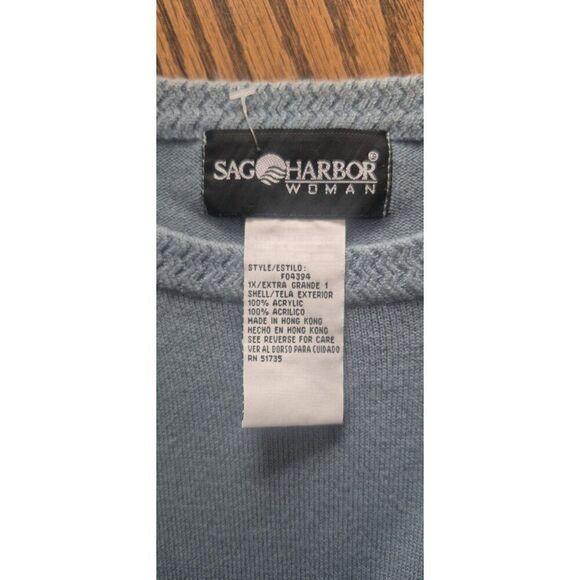 SAG HARBOR®
WOMAN
STYLE/ESTILO:
F04394
1X/EXTRA GRANDE 1
SHELL/TELA EXTERIOR
100% ACRYLIC
100% ACRILICO
MADE IN HONG KONG
HECHO EN HONG KONG
SEE REVERSE FOR CARE
VER AL DORSO PARA CUIDADO
RN 51735